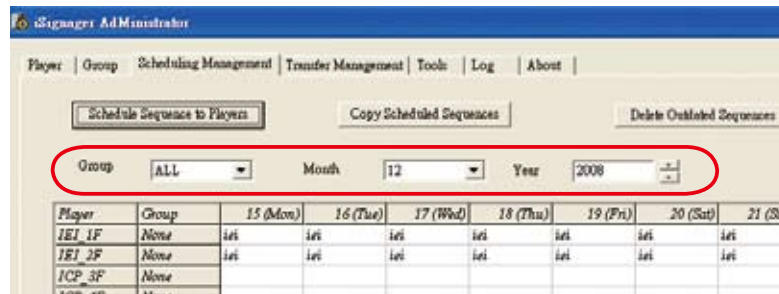 iSignager AdMinistrator
Player Group Scheduling Management Transfer Management Tools Log About
Schedule Sequence to Players Copy Scheduled Sequences Delete Outdated Sequences
Group ALL Month 12 Year 2008
Player Group 15 (Mon) 16 (Tue) 17 (Wed) 18 (Thu) 19 (Fri) 20 (Sat) 21
IEI_1F None iei iei iei iei iei iei iei
IEI_2F None iei iei iei iei iei iei iei
ICP_3F None